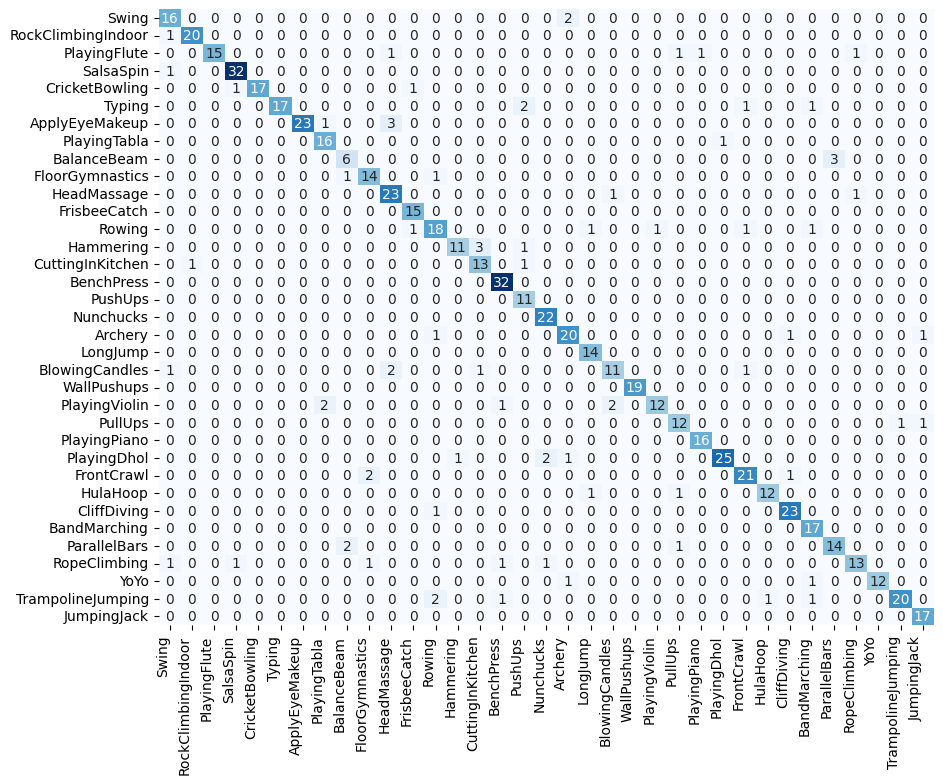 Swing 16 0 0 0 0 0 0 0 0 0 0 0 0 0 0 0 0 0 2 0 0 0 0 0 0 0 0 0 0 0 0 0 0 0 0
RockClimbingIndoor 1 20 0 0 0 0 0 0 0 0 0 0 0 0 0 0 0 0 0 0 0 0 0 0 0 0 0 0 0 0 0 0 0 0 0
PlayingFlute 0 0 15 0 0 0 0 0 0 0 1 0 0 0 0 0 0 0 0 0 0 0 0 1 1 0 0 0 0 0 0 1 0 0 0
SalsaSpin 1 0 0 32 0 0 0 0 0 0 0 0 0 0 0 0 0 0 0 0 0 0 0 0 0 0 0 0 0 0 0 0 0 0 0
CricketBowling 0 0 0 1 17 0 0 0 0 0 0 1 0 0 0 0 0 0 0 0 0 0 0 0 0 0 0 0 0 0 0 0 0 0 0
Typing 0 0 0 0 0 17 0 0 0 0 0 0 0 0 0 0 2 0 0 0 0 0 0 0 0 0 1 0 0 1 0 0 0 0 0
ApplyEyeMakeup 0 0 0 0 0 0 23 1 0 0 3 0 0 0 0 0 0 0 0 0 0 0 0 0 0 0 0 0 0 0 0 0 0 0 0
PlayingTabla 0 0 0 0 0 0 0 16 0 0 0 0 0 0 0 0 0 0 0 0 0 0 0 0 0 1 0 0 0 0 0 0 0 0 0
BalanceBeam 0 0 0 0 0 0 0 0 6 0 0 0 0 0 0 0 0 0 0 0 0 0 0 0 0 0 0 0 0 0 3 0 0 0 0
FloorGymnastics 0 0 0 0 0 0 0 0 1 14 0 0 1 0 0 0 0 0 0 0 0 0 0 0 0 0 0 0 0 0 0 0 0 0 0
HeadMassage 0 0 0 0 0 0 0 0 0 0 23 0 0 0 0 0 0 0 0 0 1 0 0 0 0 0 0 0 0 0 0 1 0 0 0
FrisbeeCatch 0 0 0 0 0 0 0 0 0 0 0 15 0 0 0 0 0 0 0 0 0 0 0 0 0 0 0 0 0 0 0 0 0 0 0
Rowing 0 0 0 0 0 0 0 0 0 0 0 1 18 0 0 0 0 0 0 1 0 0 1 0 0 0 1 0 0 1 0 0 0 0 0
Hammering 0 0 0 0 0 0 0 0 0 0 0 0 0 11 3 0 1 0 0 0 0 0 0 0 0 0 0 0 0 0 0 0 0 0 0
CuttingInKitchen 0 1 0 0 0 0 0 0 0 0 0 0 0 0 13 0 1 0 0 0 0 0 0 0 0 0 0 0 0 0 0 0 0 0 0
BenchPress 0 0 0 0 0 0 0 0 0 0 0 0 0 0 0 32 0 0 0 0 0 0 0 0 0 0 0 0 0 0 0 0 0 0 0
PushUps 0 0 0 0 0 0 0 0 0 0 0 0 0 0 0 0 11 0 0 0 0 0 0 0 0 0 0 0 0 0 0 0 0 0 0
Nunchucks 0 0 0 0 0 0 0 0 0 0 0 0 0 0 0 0 0 22 0 0 0 0 0 0 0 0 0 0 0 0 0 0 0 0 0
Archery 0 0 0 0 0 0 0 0 0 0 0 0 1 0 0 0 0 0 20 0 0 0 0 0 0 0 0 0 1 0 0 0 0 0 1
LongJump 0 0 0 0 0 0 0 0 0 0 0 0 0 0 0 0 0 0 0 14 0 0 0 0 0 0 0 0 0 0 0 0 0 0 0
BlowingCandles 1 0 0 0 0 0 0 0 0 0 2 0 0 0 1 0 0 0 0 0 11 0 0 0 0 0 1 0 0 0 0 0 0 0 0
WallPushups 0 0 0 0 0 0 0 0 0 0 0 0 0 0 0 0 0 0 0 0 0 19 0 0 0 0 0 0 0 0 0 0 0 0 0
PlayingViolin 0 0 0 0 0 0 0 2 0 0 0 0 0 0 0 1 0 0 0 0 2 0 12 0 0 0 0 0 0 0 0 0 0 0 0
PullUps 0 0 0 0 0 0 0 0 0 0 0 0 0 0 0 0 0 0 0 0 0 0 0 12 0 0 0 0 0 0 0 0 0 1 1
PlayingPiano 0 0 0 0 0 0 0 0 0 0 0 0 0 0 0 0 0 0 0 0 0 0 0 0 16 0 0 0 0 0 0 0 0 0 0
PlayingDhol 0 0 0 0 0 0 0 0 0 0 0 0 0 1 0 0 0 2 1 0 0 0 0 0 0 25 0 0 0 0 0 0 0 0 0
FrontCrawl 0 0 0 0 0 0 0 0 0 2 0 0 0 0 0 0 0 0 0 0 0 0 0 0 0 0 21 0 1 0 0 0 0 0 0
HulaHoop 0 0 0 0 0 0 0 0 0 0 0 0 0 0 0 0 0 0 0 1 0 0 0 1 0 0 0 12 0 0 0 0 0 0 0
CliffDiving 0 0 0 0 0 0 0 0 0 0 0 0 1 0 0 0 0 0 0 0 0 0 0 0 0 0 0 0 23 0 0 0 0 0 0
BandMarching 0 0 0 0 0 0 0 0 0 0 0 0 0 0 0 0 0 0 0 0 0 0 0 0 0 0 0 0 0 17 0 0 0 0 0
ParallelBars 0 0 0 0 0 0 0 0 2 0 0 0 0 0 0 0 0 0 0 0 0 0 0 1 0 0 0 0 0 0 14 0 0 0 0
RopeClimbing 1 0 0 1 0 0 0 0 0 1 0 0 0 0 0 1 0 1 0 0 0 0 0 0 0 0 0 0 0 0 0 13 0 0 0
YoYo 0 0 0 0 0 0 0 0 0 0 0 0 0 0 0 0 0 0 1 0 0 0 0 0 0 0 0 0 0 1 0 0 12 0 0
TrampolineJumping 0 0 0 0 0 0 0 0 0 0 0 0 2 0 0 1 0 0 0 0 0 0 0 0 0 0 0 1 0 1 0 0 0 20 0
JumpingJack 0 0 0 0 0 0 0 0 0 0 0 0 0 0 0 0 0 0 0 0 0 0 0 0 0 0 0 0 0 0 0 0 0 0 17
Swing
RockClimbingIndoor
PlayingFlute
SalsaSpin
CricketBowling
Typing
ApplyEyeMakeup
PlayingTabla
BalanceBeam
FloorGymnastics
HeadMassage
FrisbeeCatch
Rowing
Hammering
CuttingInKitchen
BenchPress
PushUps
Nunchucks
Archery
LongJump
BlowingCandles
WallPushups
PlayingViolin
PullUps
PlayingPiano
PlayingDhol
FrontCrawl
HulaHoop
CliffDiving
BandMarching
ParallelBars
RopeClimbing
YoYo
TrampolineJumping
JumpingJack